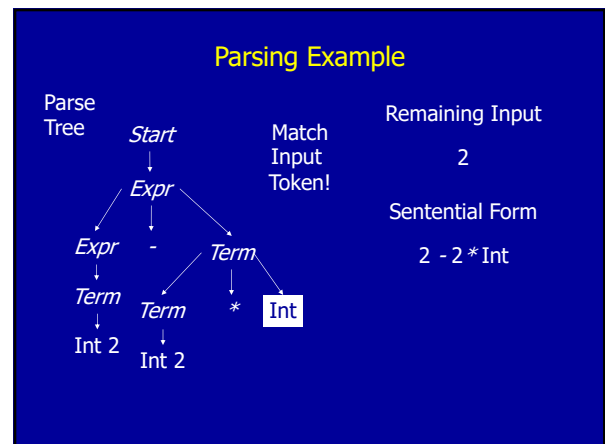 Parsing Example
Parse
Tree
Start
Match
Input
Token!
Remaining Input
2
Expr
Sentential Form
Expr - Term
2 - 2 * Int
Term Term * Int
Int 2 Int 2